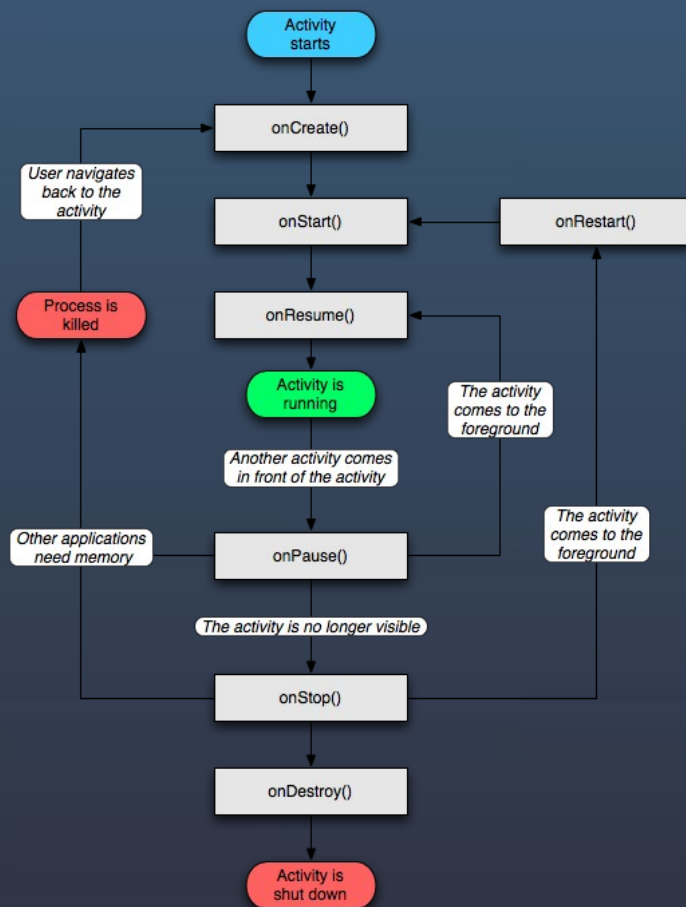 Activity
starts
onCreate()
User navigates
back to the
activity
onStart()
onRestart()
onResume()
Process is
killed
Activity is
running
The activity
comes to the
foreground
Another activity comes
in front of the activity
Other applications
need memory
onPause()
The activity
comes to the
foreground
The activity is no longer visible
onStop()
onDestroy()
Activity is
shut down